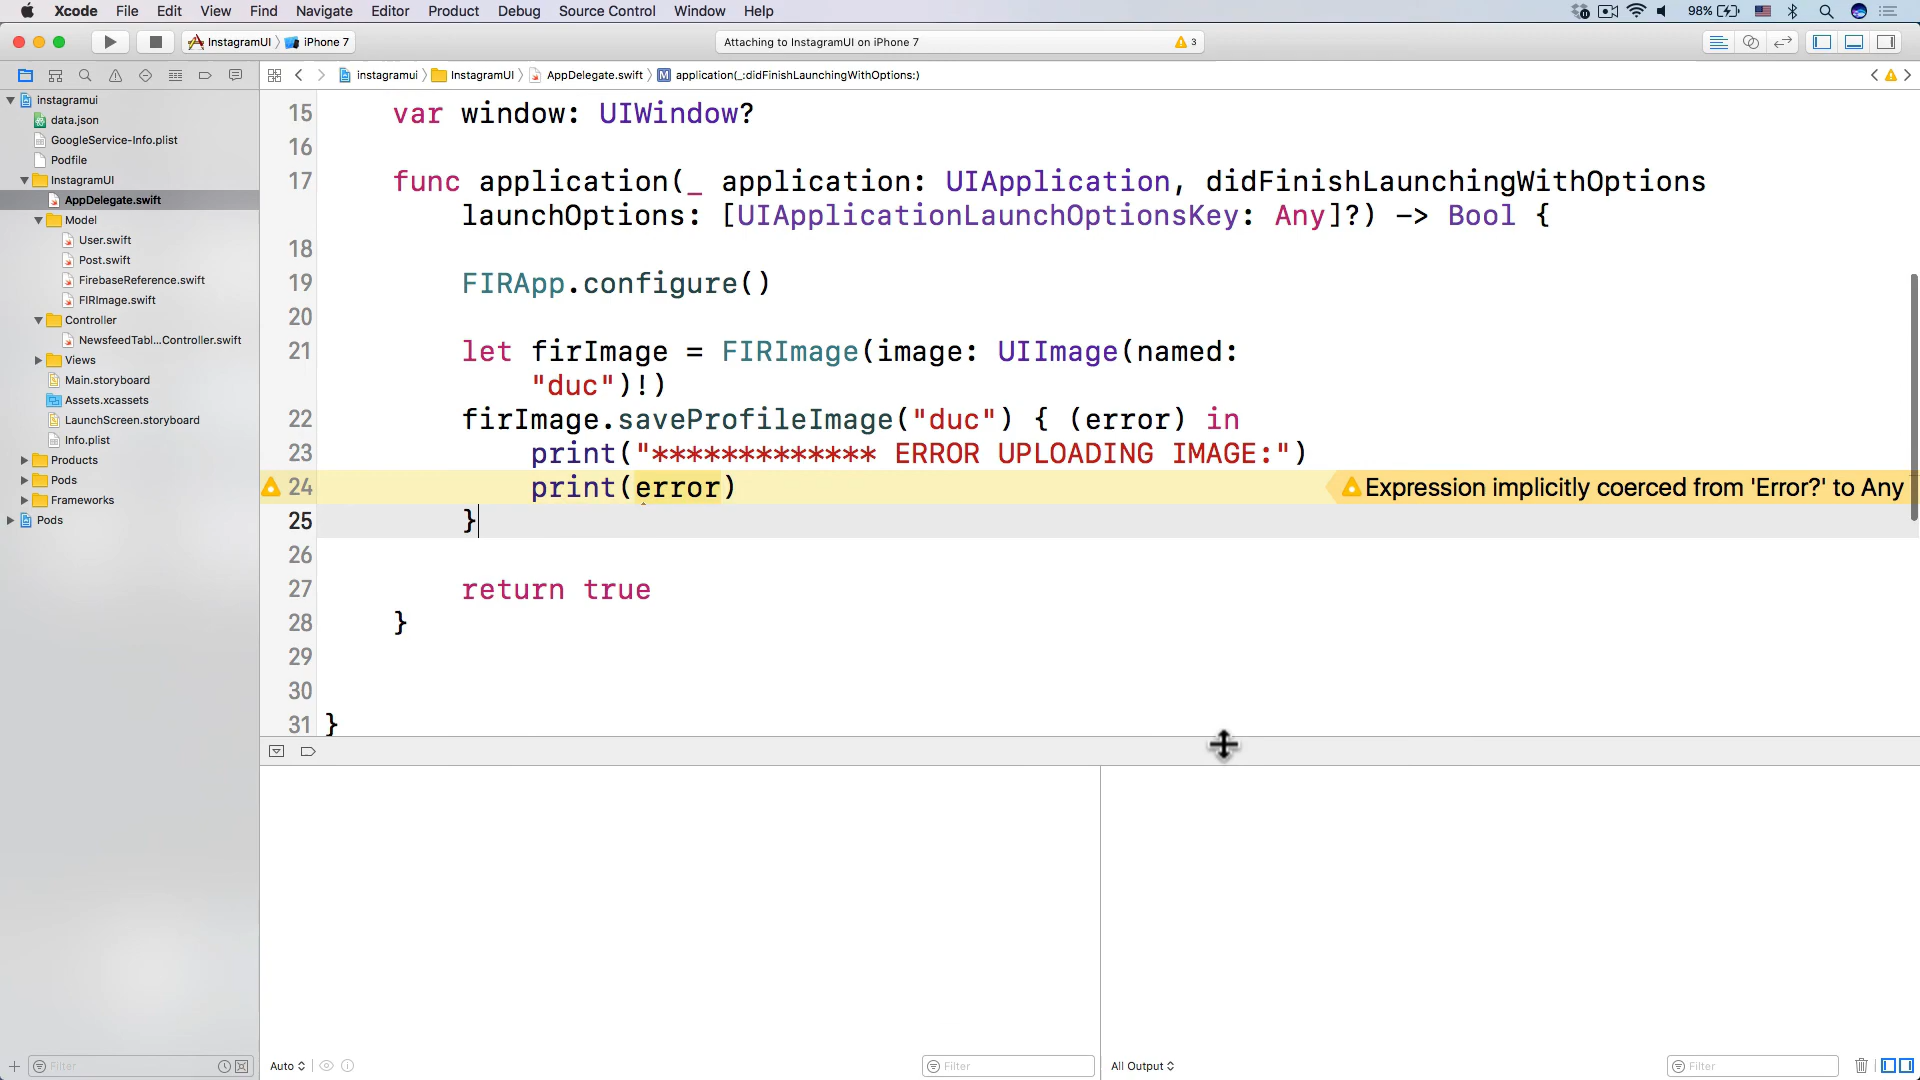 Xcode File Edit View Find Navigate Editor Product Debug Source Control Window Help 98%
InstagramUI iPhone 7 Attaching to InstagramUI on iPhone 7 3
instagramui InstagramUI AppDelegate.swift M application(_:didFinishLaunchingWithOptions:)
instagramui
data.json
GoogleService-Info.plist
Podfile
InstagramUI
AppDelegate.swift
Model
User.swift
Post.swift
FirebaseReference.swift
FIRImage.swift
Controller
NewsfeedTabl...Controller.swift
Views
Main.storyboard
Assets.xcassets
LaunchScreen.storyboard
Info.plist
Products
Pods
Frameworks
Pods
15 var window: UIWindow?
16
17 func application(_ application: UIApplication, didFinishLaunchingWithOptions
launchOptions: [UIApplicationLaunchOptionsKey: Any]?) -> Bool {
18
19 FIRApp.configure()
20
21 let firImage = FIRImage(image: UIImage(named:
"duc")!)
22 firImage.saveProfileImage("duc") { (error) in
23 print("************* ERROR UPLOADING IMAGE:")
24 print(error) Expression implicitly coerced from 'Error?' to Any
25 }
26
27 return true
28 }
29
30
31 }
Filter Auto Filter All Output Filter